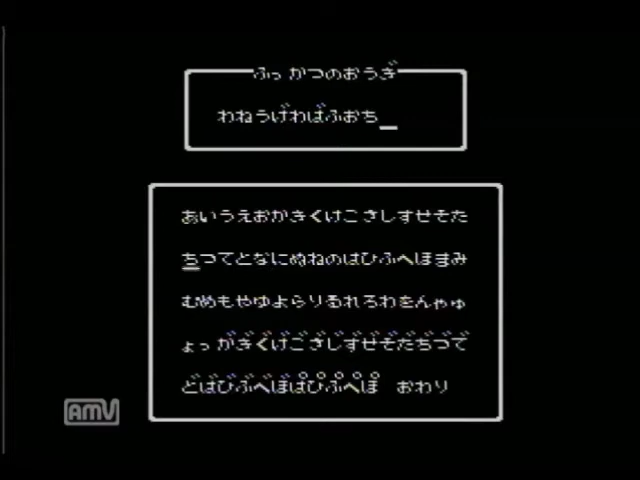 ふっかつのおうぎ
わねうげわばふおち
あいうえおかきくけこさしすせそた
ちつてとなにぬねのはひふへほまみ
むめもやゆよらりるれろわをんゃゅ
ょっがぎぐげござじずぜぞだぢづで
どばびぶべぼぱぴぷぺぽ おわり
AMV